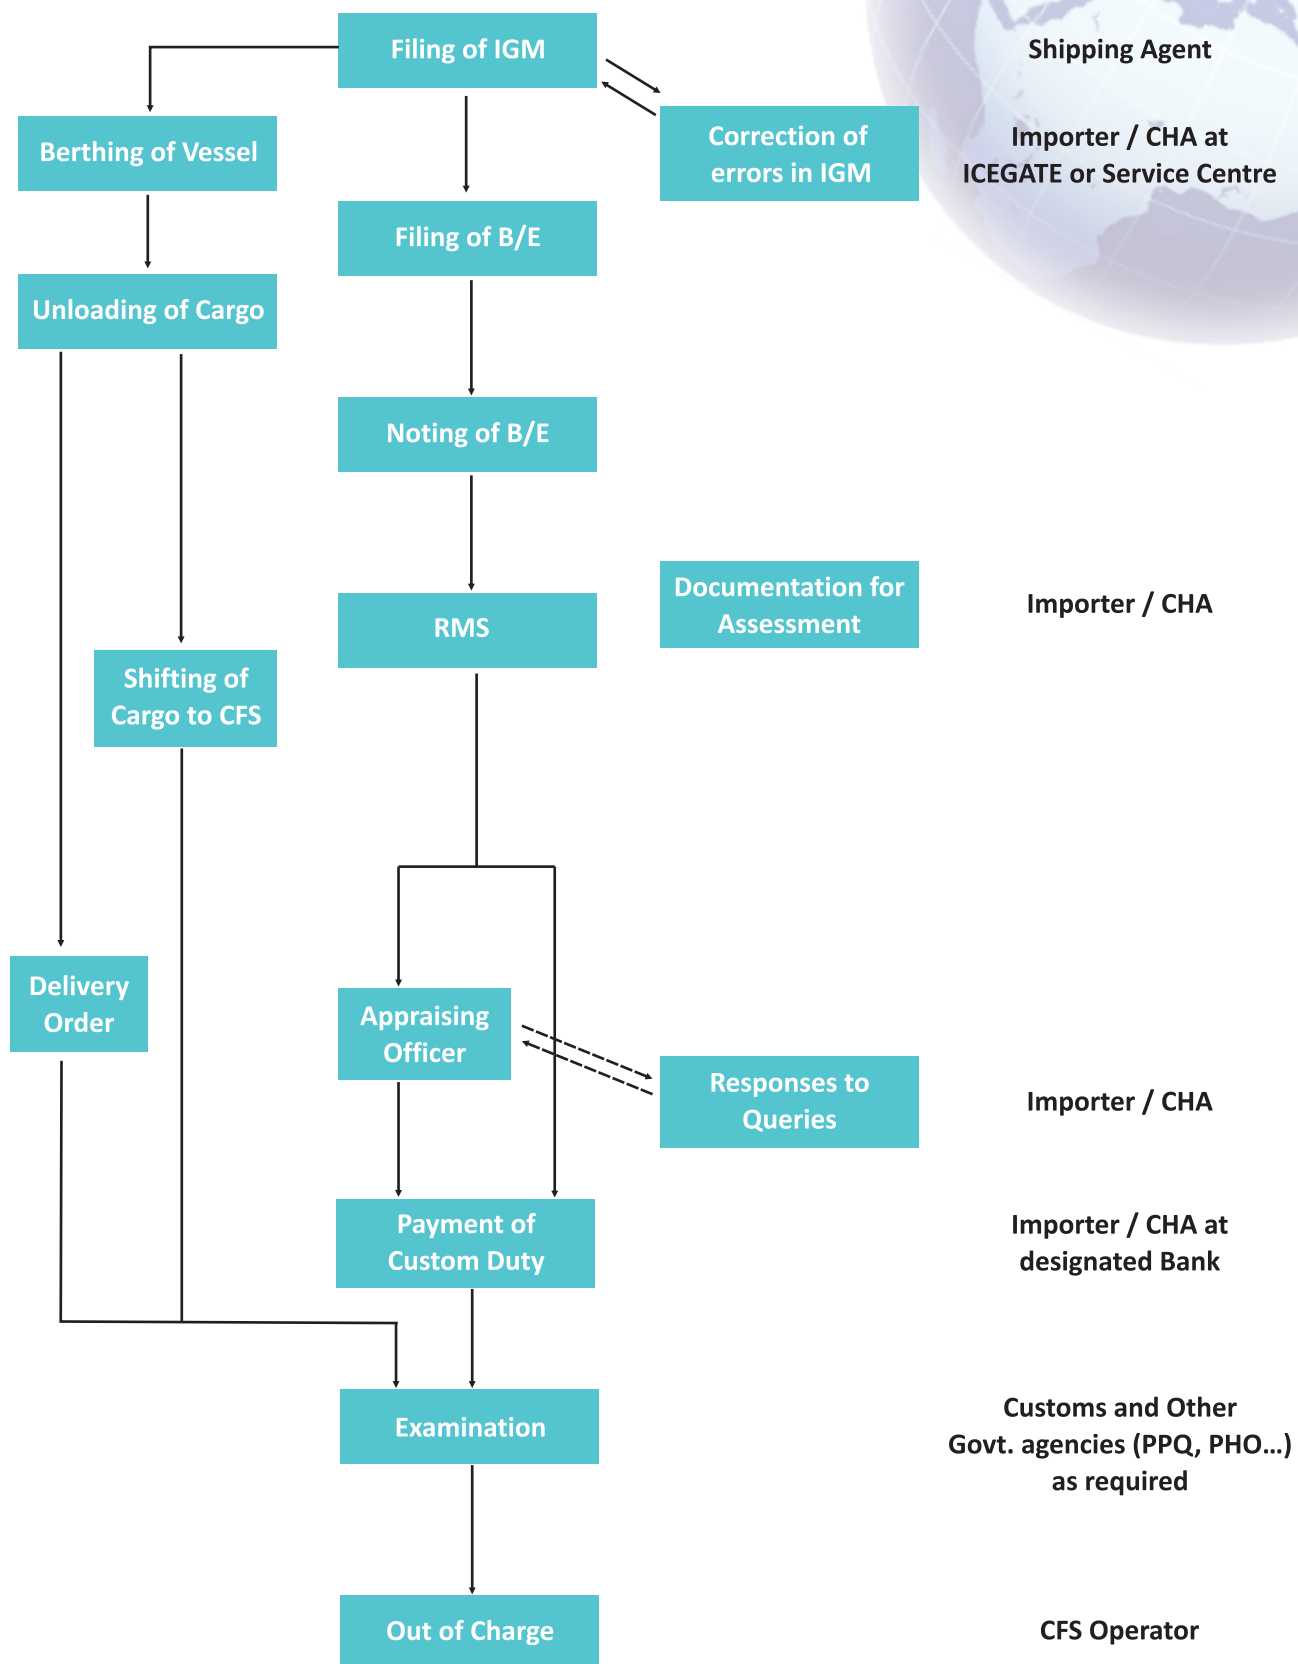 Filing of IGM
Shipping Agent
Berthing of Vessel
Correction of
errors in IGM
Importer / CHA at
ICEGATE or Service Centre
Filing of B/E
Unloading of Cargo
Noting of B/E
RMS
Documentation for
Assessment
Importer / CHA
Shifting of
Cargo to CFS
Delivery
Order
Appraising
Officer
Responses to
Queries
Importer / CHA
Payment of
Custom Duty
Importer / CHA at
designated Bank
Examination
Customs and Other
Govt. agencies (PPQ, PHO...)
as required
Out of Charge
CFS Operator